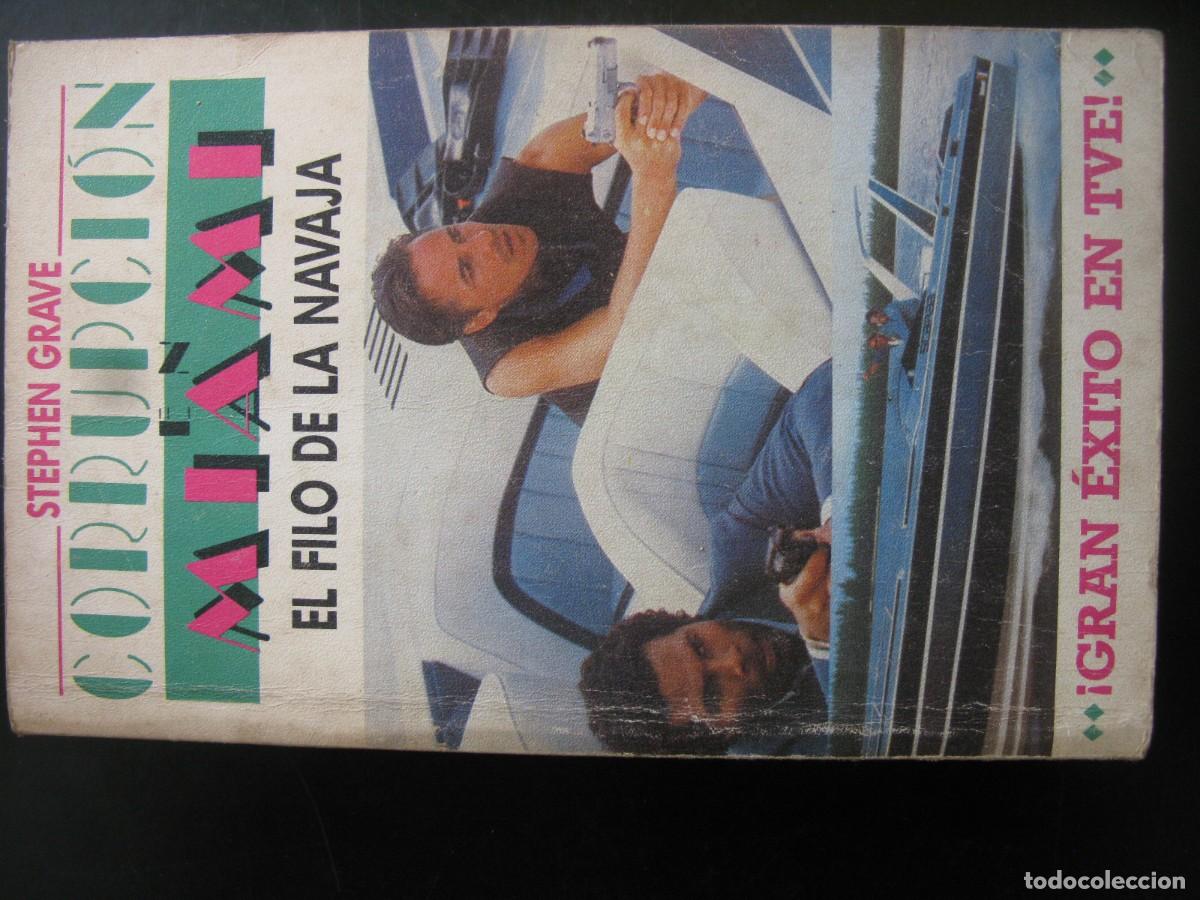 STEPHEN GRAVE
CORRUPCIÓN
EN
MIAMI
EL FILO DE LA NAVAJA
¡GRAN ÉXITO EN TVE!
todocoleccion